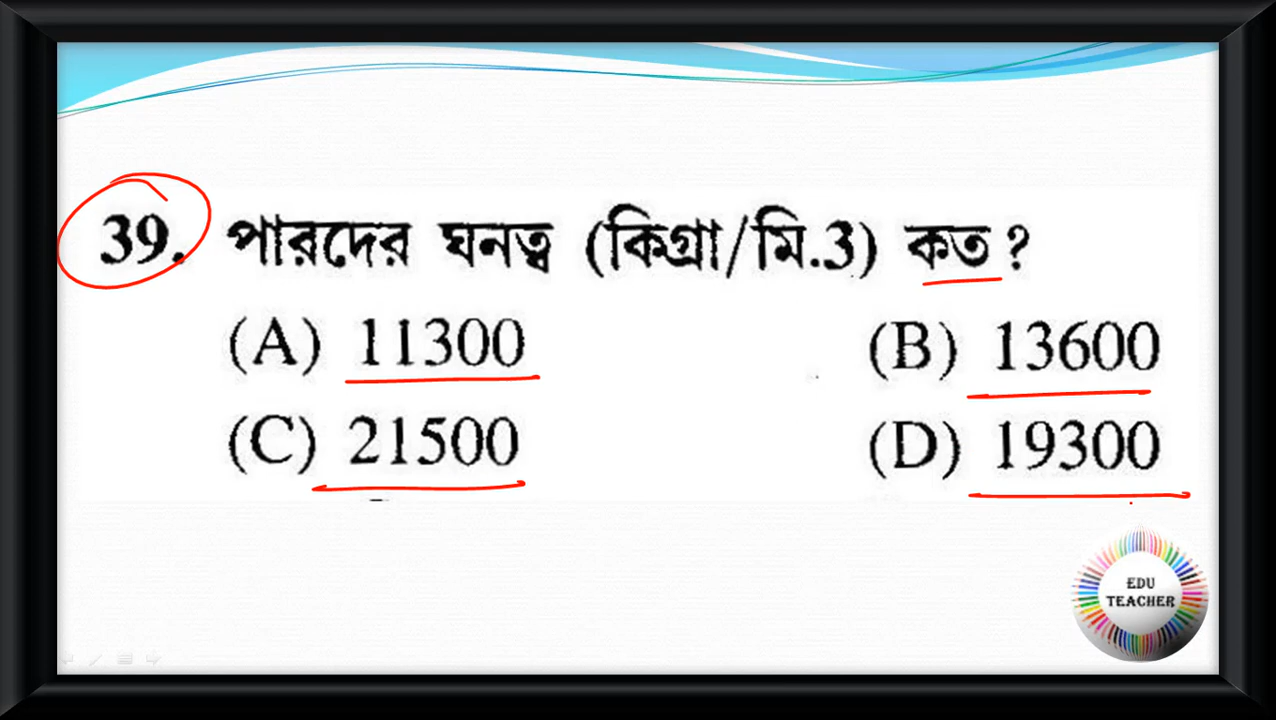 39. পারদের ঘনত্ব (কিগ্রা/মি.3) কত ?
(A) 11300 (B) 13600
(C) 21500 (D) 19300
EDU
TEACHER